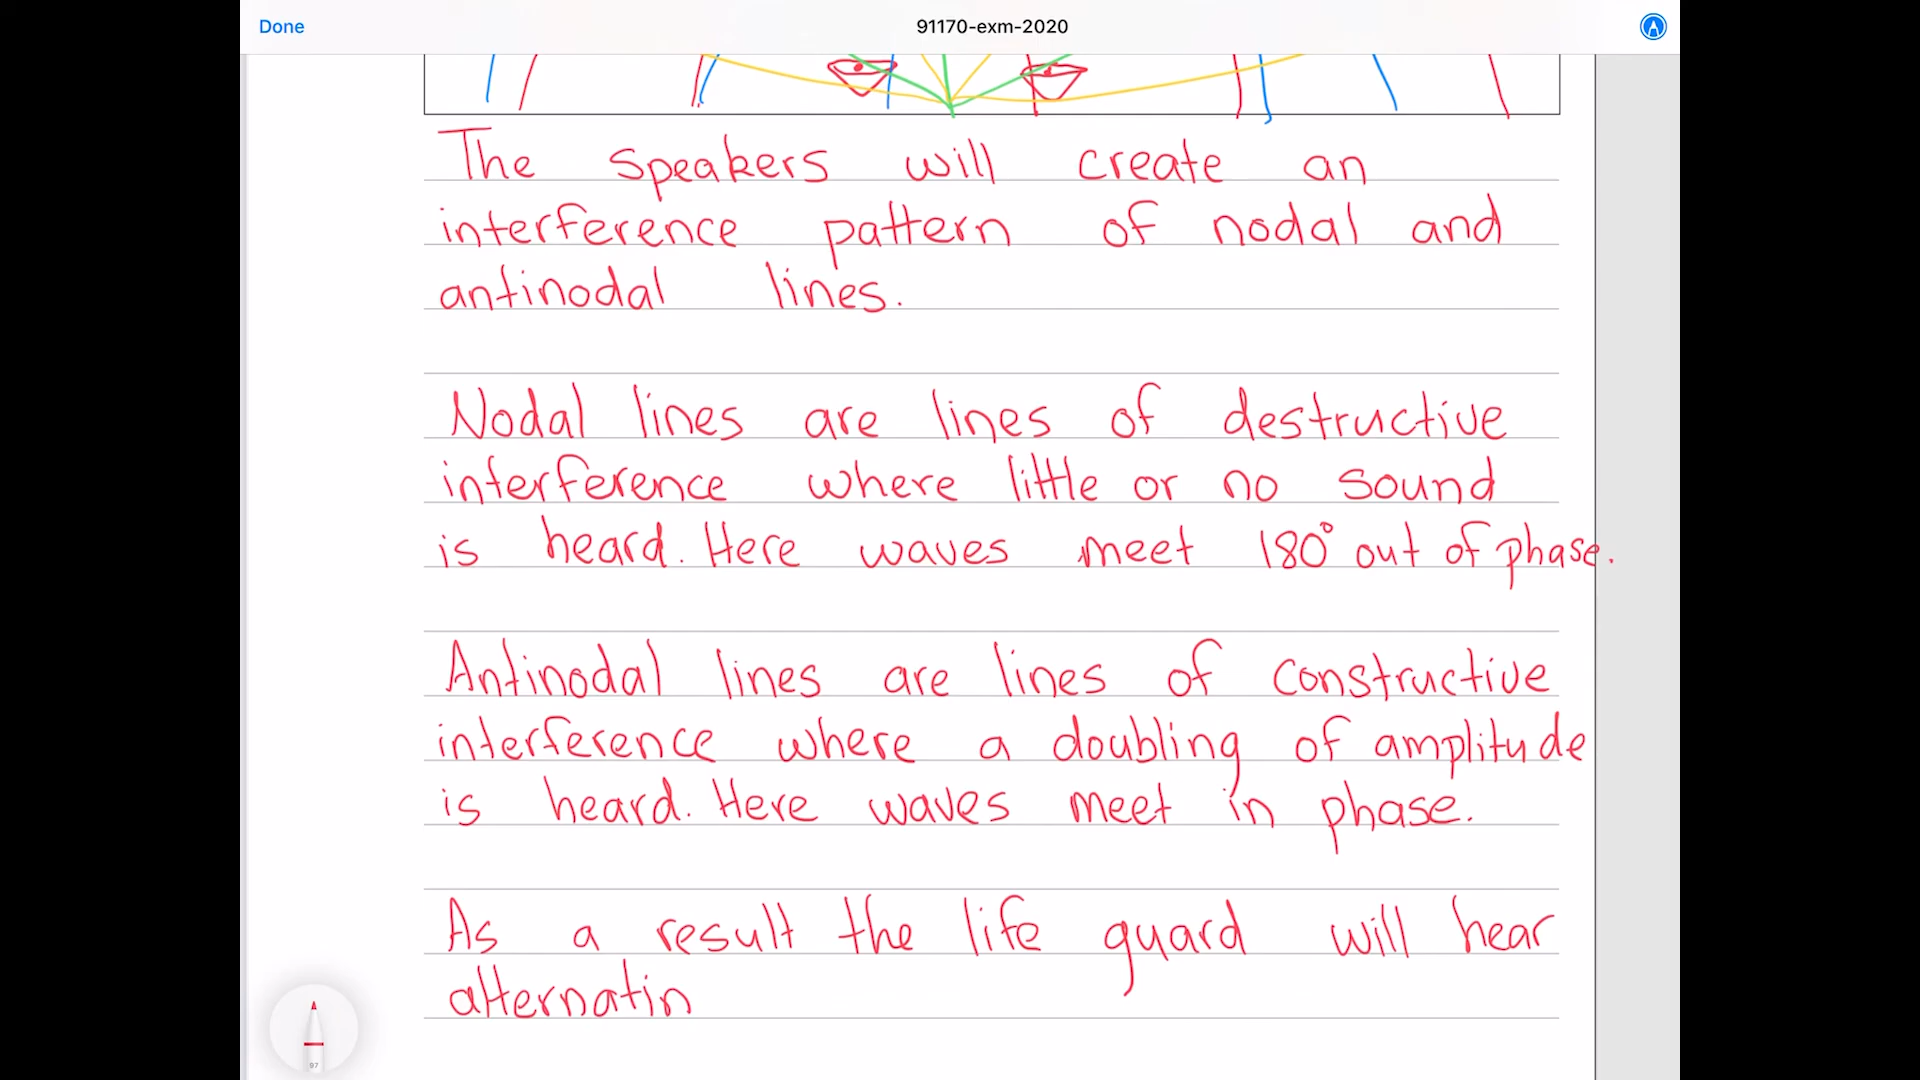 Done
91170-exm-2020
The speakers will create an
interference pattern of nodal and
antinodal lines.
Nodal lines are lines of destructive
interference where little or no sound
is heard. Here waves meet 180° out of phase.
Antinodal lines are lines of constructive
interference where a doubling of amplitude
is heard. Here waves meet in phase.
As a result the life guard will hear
alternatin
97